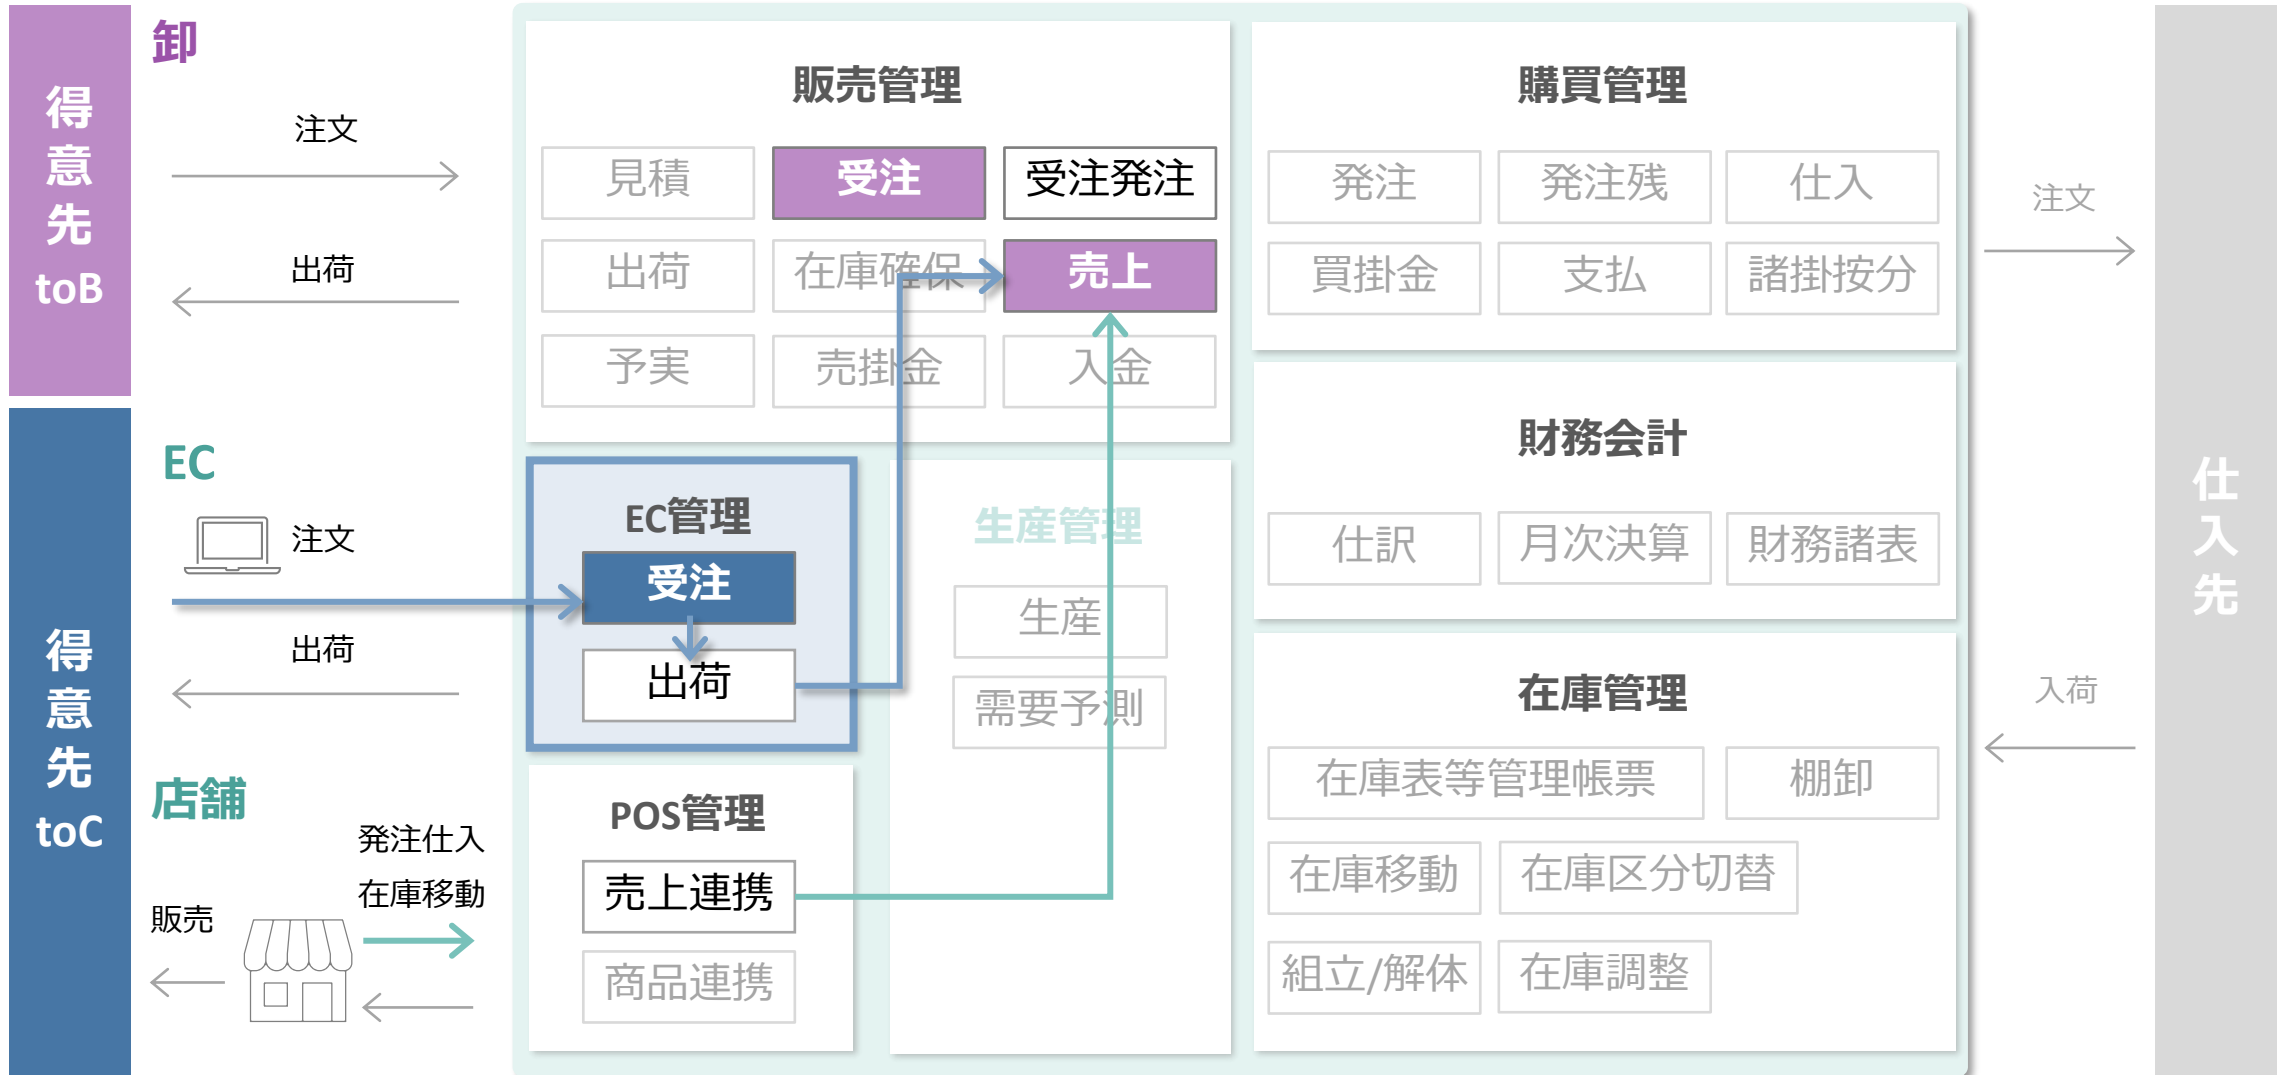 得意先
toB
卸
注文
出荷
得意先
toC
EC
注文
出荷
店舗
発注仕入
在庫移動
販売
販売管理
見積
受注
受注発注
出荷
在庫確保
売上
予実
売掛金
入金
EC管理
受注
出荷
POS管理
売上連携
商品連携
生産管理
生産
需要予測
購買管理
発注
発注残
仕入
買掛金
支払
諸掛按分
財務会計
仕訳
月次決算
財務諸表
在庫管理
在庫表等管理帳票
棚卸
在庫移動
在庫区分切替
組立/解体
在庫調整
注文
入荷
仕入先